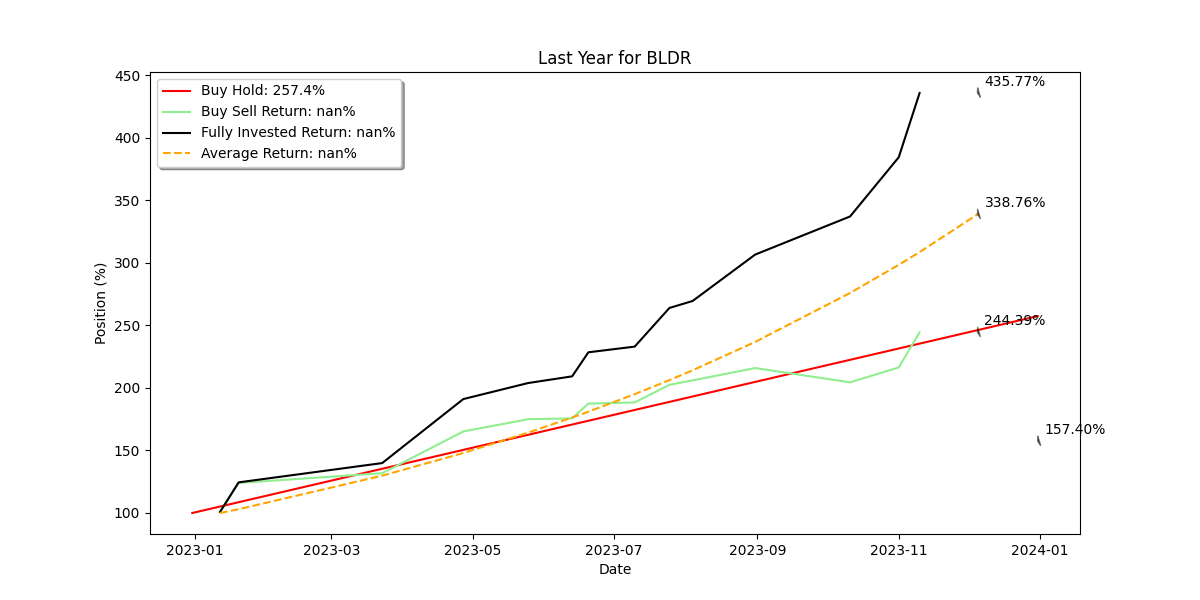 Last Year for BLDR
450
400
350
300
250
200
150
100
Position (%)
Buy Hold: 257.4%
Buy Sell Return: nan%
Fully Invested Return: nan%
Average Return: nan%
435.77%
338.76%
244.39%
157.40%
2023-01
2023-03
2023-05
2023-07
2023-09
2023-11
2024-01
Date